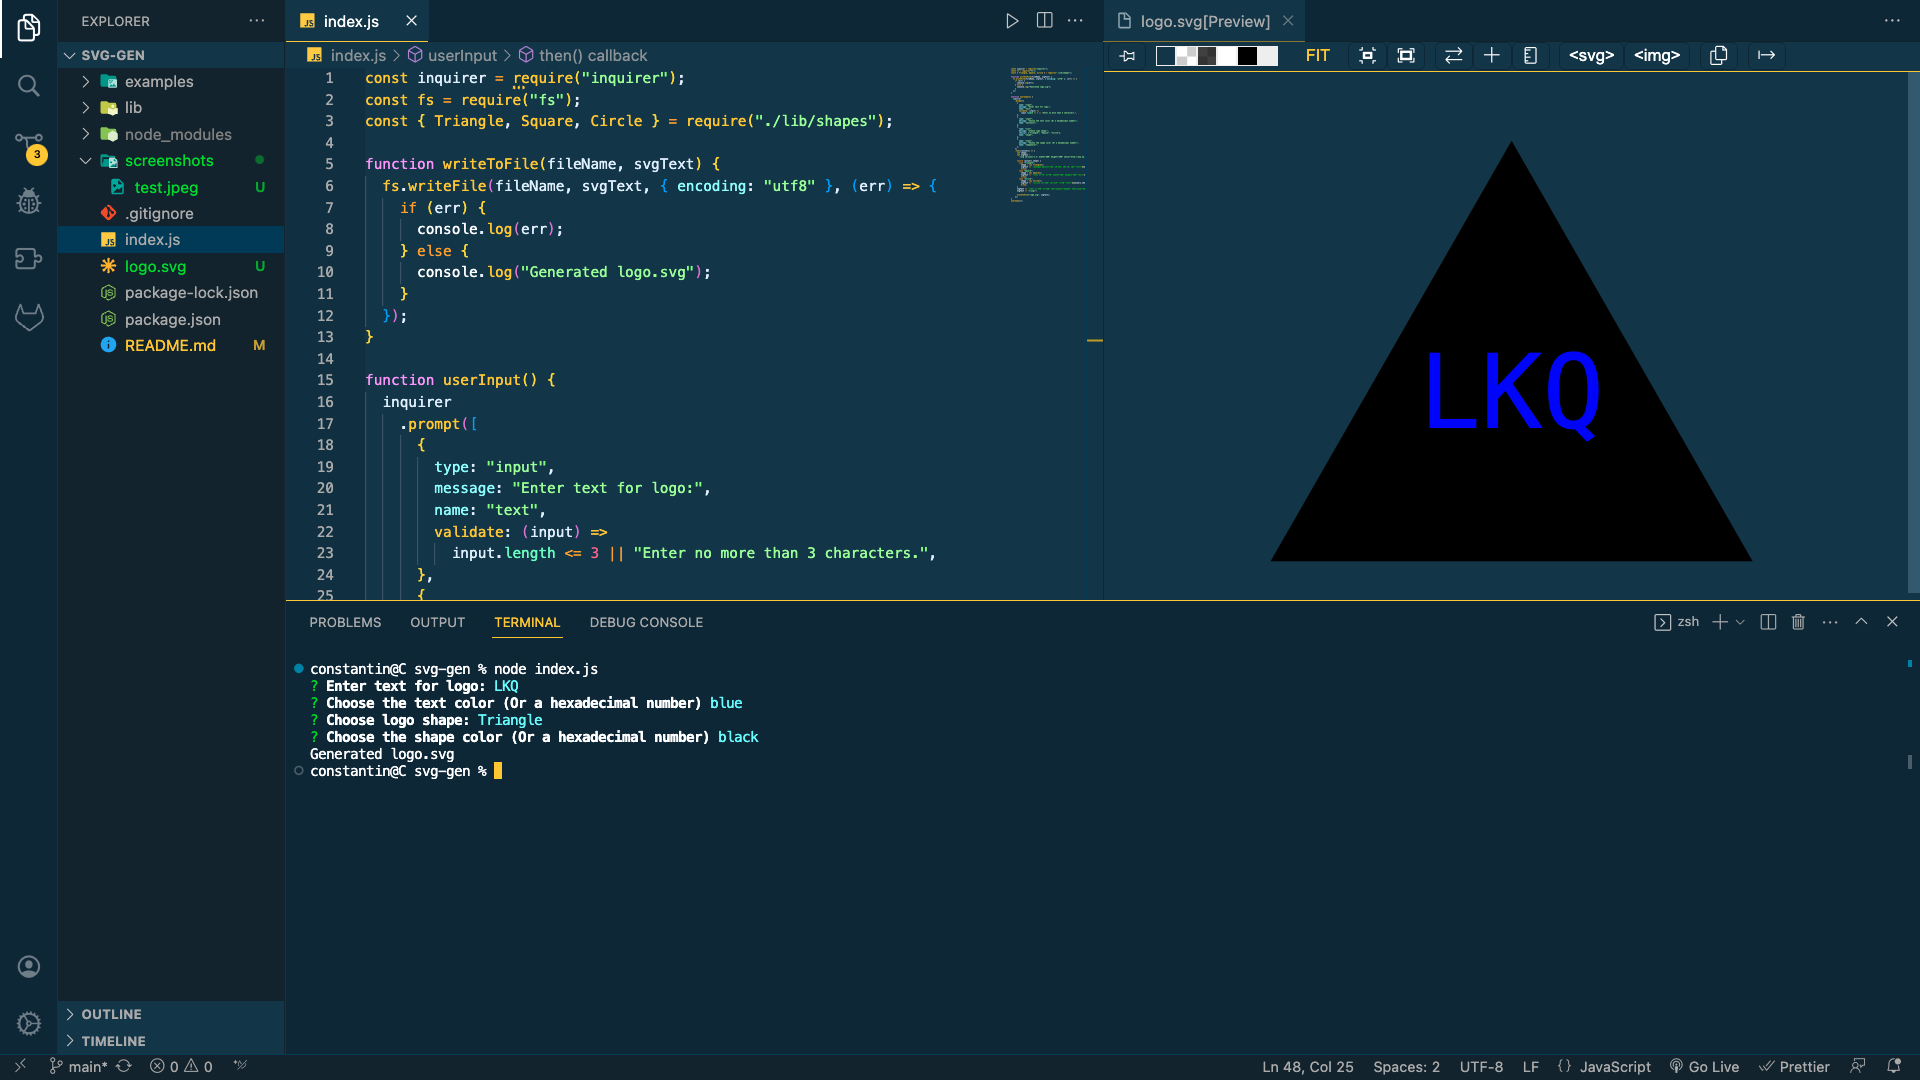 EXPLORER
SVG-GEN
examples
lib
node_modules
screenshots
test.jpeg U
.gitignore
index.js
logo.svg U
package-lock.json
package.json
README.md M
OUTLINE
TIMELINE
3
index.js
index.js > userInput > then() callback
1 const inquirer = require("inquirer");
2 const fs = require("fs");
3 const { Triangle, Square, Circle } = require("./lib/shapes");
4
5 function writeToFile(fileName, svgText) {
6 fs.writeFile(fileName, svgText, { encoding: "utf8" }, (err) => {
7 if (err) {
8 console.log(err);
9 } else {
10 console.log("Generated logo.svg");
11 }
12 });
13 }
14
15 function userInput() {
16 inquirer
17 .prompt([
18 {
19 type: "input",
20 message: "Enter text for logo:",
21 name: "text",
22 validate: (input) =>
23 input.length <= 3 || "Enter no more than 3 characters.",
24 },
25 {
logo.svg[Preview]
FIT <svg> <img>
LKQ
PROBLEMS OUTPUT TERMINAL DEBUG CONSOLE
zsh
constantin@C svg-gen % node index.js
? Enter text for logo: LKQ
? Choose the text color (Or a hexadecimal number) blue
? Choose logo shape: Triangle
? Choose the shape color (Or a hexadecimal number) black
Generated logo.svg
constantin@C svg-gen %
main* 0 0 Ln 48, Col 25 Spaces: 2 UTF-8 LF {} JavaScript Go Live Prettier